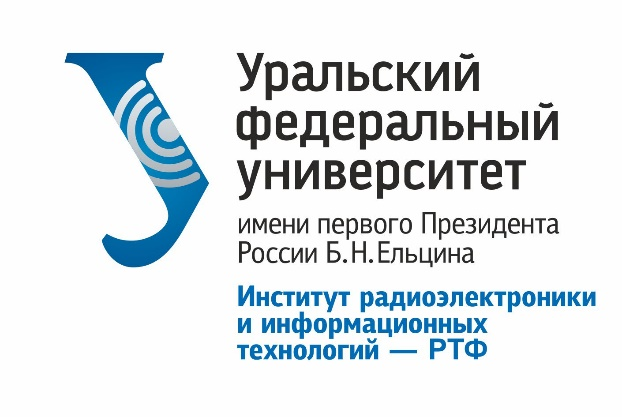 Уральский
федеральный
университет
имени первого Президента
России Б.Н.Ельцина
Институт радиоэлектроники
и информационных
технологий — РТФ